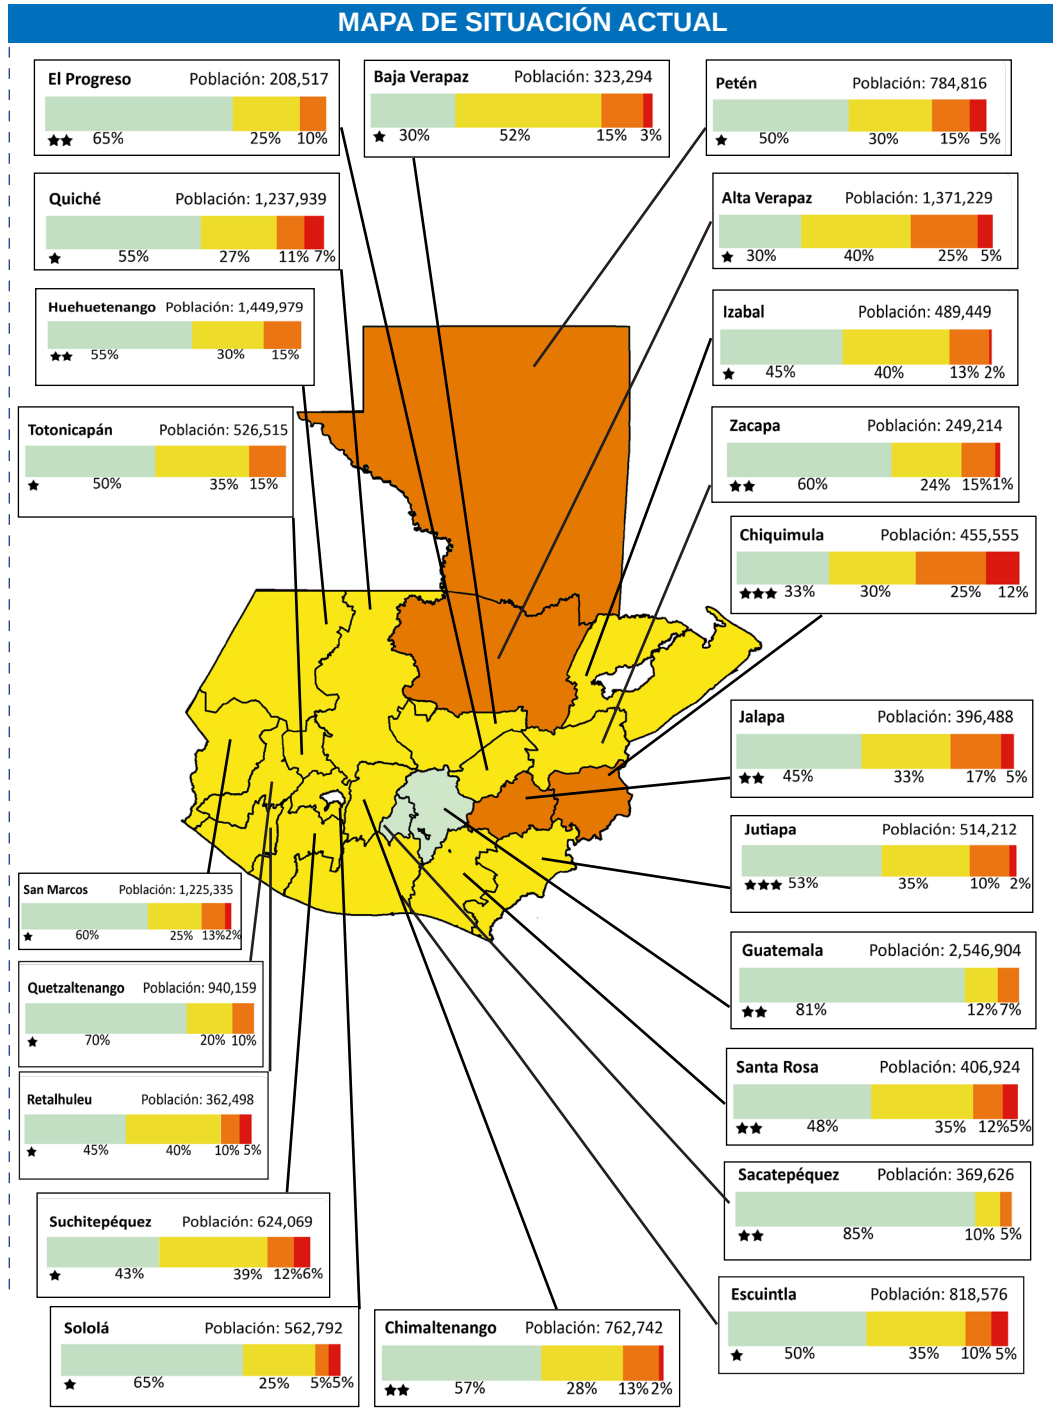 MAPA DE SITUACIÓN ACTUAL
El Progreso Población: 208,517
★★ 65% 25% 10%
Baja Verapaz Población: 323,294
★ 30% 52% 15% 3%
Petén Población: 784,816
★ 50% 30% 15% 5%
Quiché Población: 1,237,939
★ 55% 27% 11% 7%
Alta Verapaz Población: 1,371,229
★ 30% 40% 25% 5%
Huehuetenango Población: 1,449,979
★★ 55% 30% 15%
Izabal Población: 489,449
★ 45% 40% 13% 2%
Totonicapán Población: 526,515
★ 50% 35% 15%
Zacapa Población: 249,214
★★ 60% 24% 15% 1%
Chiquimula Población: 455,555
★★★ 33% 30% 25% 12%
Jalapa Población: 396,488
★★ 45% 33% 17% 5%
Jutiapa Población: 514,212
★★★ 53% 35% 10% 2%
San Marcos Población: 1,225,335
★ 60% 25% 13% 2%
Guatemala Población: 2,546,904
★★ 81% 12% 7%
Quetzaltenango Población: 940,159
★ 70% 20% 10%
Santa Rosa Población: 406,924
★★ 48% 35% 12% 5%
Retalhuleu Población: 362,498
★ 45% 40% 10% 5%
Sacatepéquez Población: 369,626
★★ 85% 10% 5%
Suchitepéquez Población: 624,069
★ 43% 39% 12% 6%
Escuintla Población: 818,576
★ 50% 35% 10% 5%
Sololá Población: 562,792
★ 65% 25% 5% 5%
Chimaltenango Población: 762,742
★★ 57% 28% 13% 2%